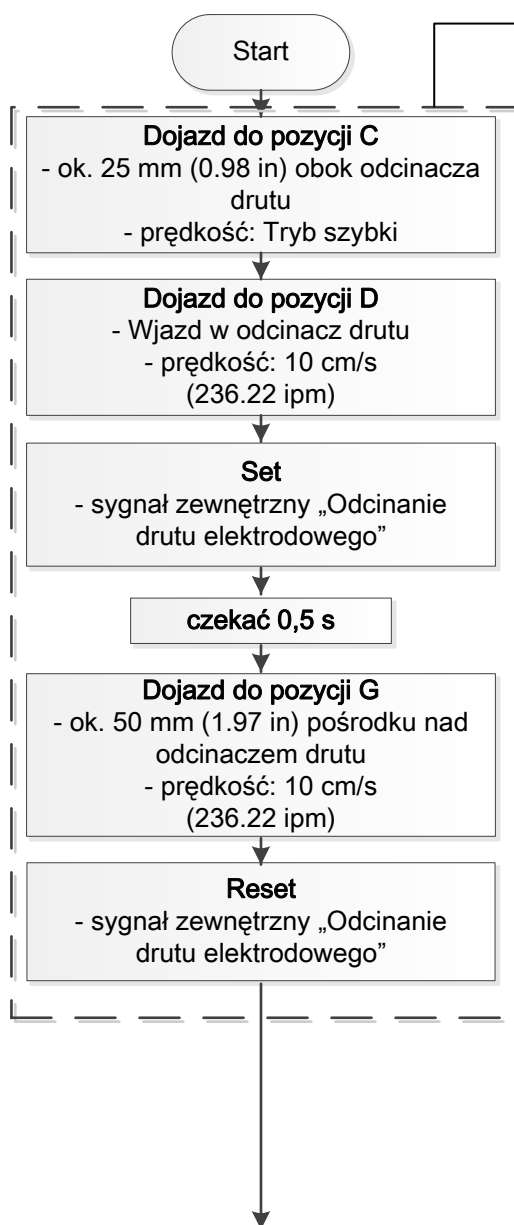 Start
Dojazd do pozycji C
- ok. 25 mm (0.98 in) obok odcinacza
drutu
- prędkość: Tryb szybki
Dojazd do pozycji D
- Wjazd w odcinacz drutu
- prędkość: 10 cm/s
(236.22 ipm)
Set
- sygnał zewnętrzny „Odcinanie
drutu elektrodowego”
czekać 0,5 s
Dojazd do pozycji G
- ok. 50 mm (1.97 in) pośrodku nad
odcinaczem drutu
- prędkość: 10 cm/s
(236.22 ipm)
Reset
- sygnał zewnętrzny „Odcinanie
drutu elektrodowego”